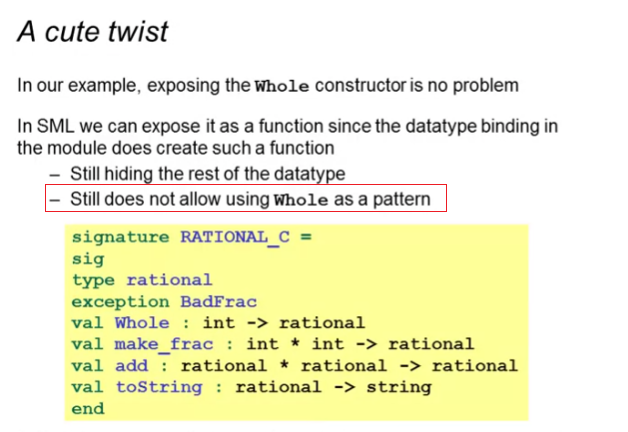 A cute twist
In our example, exposing the Whole constructor is no problem
In SML we can expose it as a function since the datatype binding in
the module does create such a function
– Still hiding the rest of the datatype
– Still does not allow using Whole as a pattern
signature RATIONAL_C =
sig
type rational
exception BadFrac
val Whole : int -> rational
val make_frac : int * int -> rational
val add : rational * rational -> rational
val toString : rational -> string
end